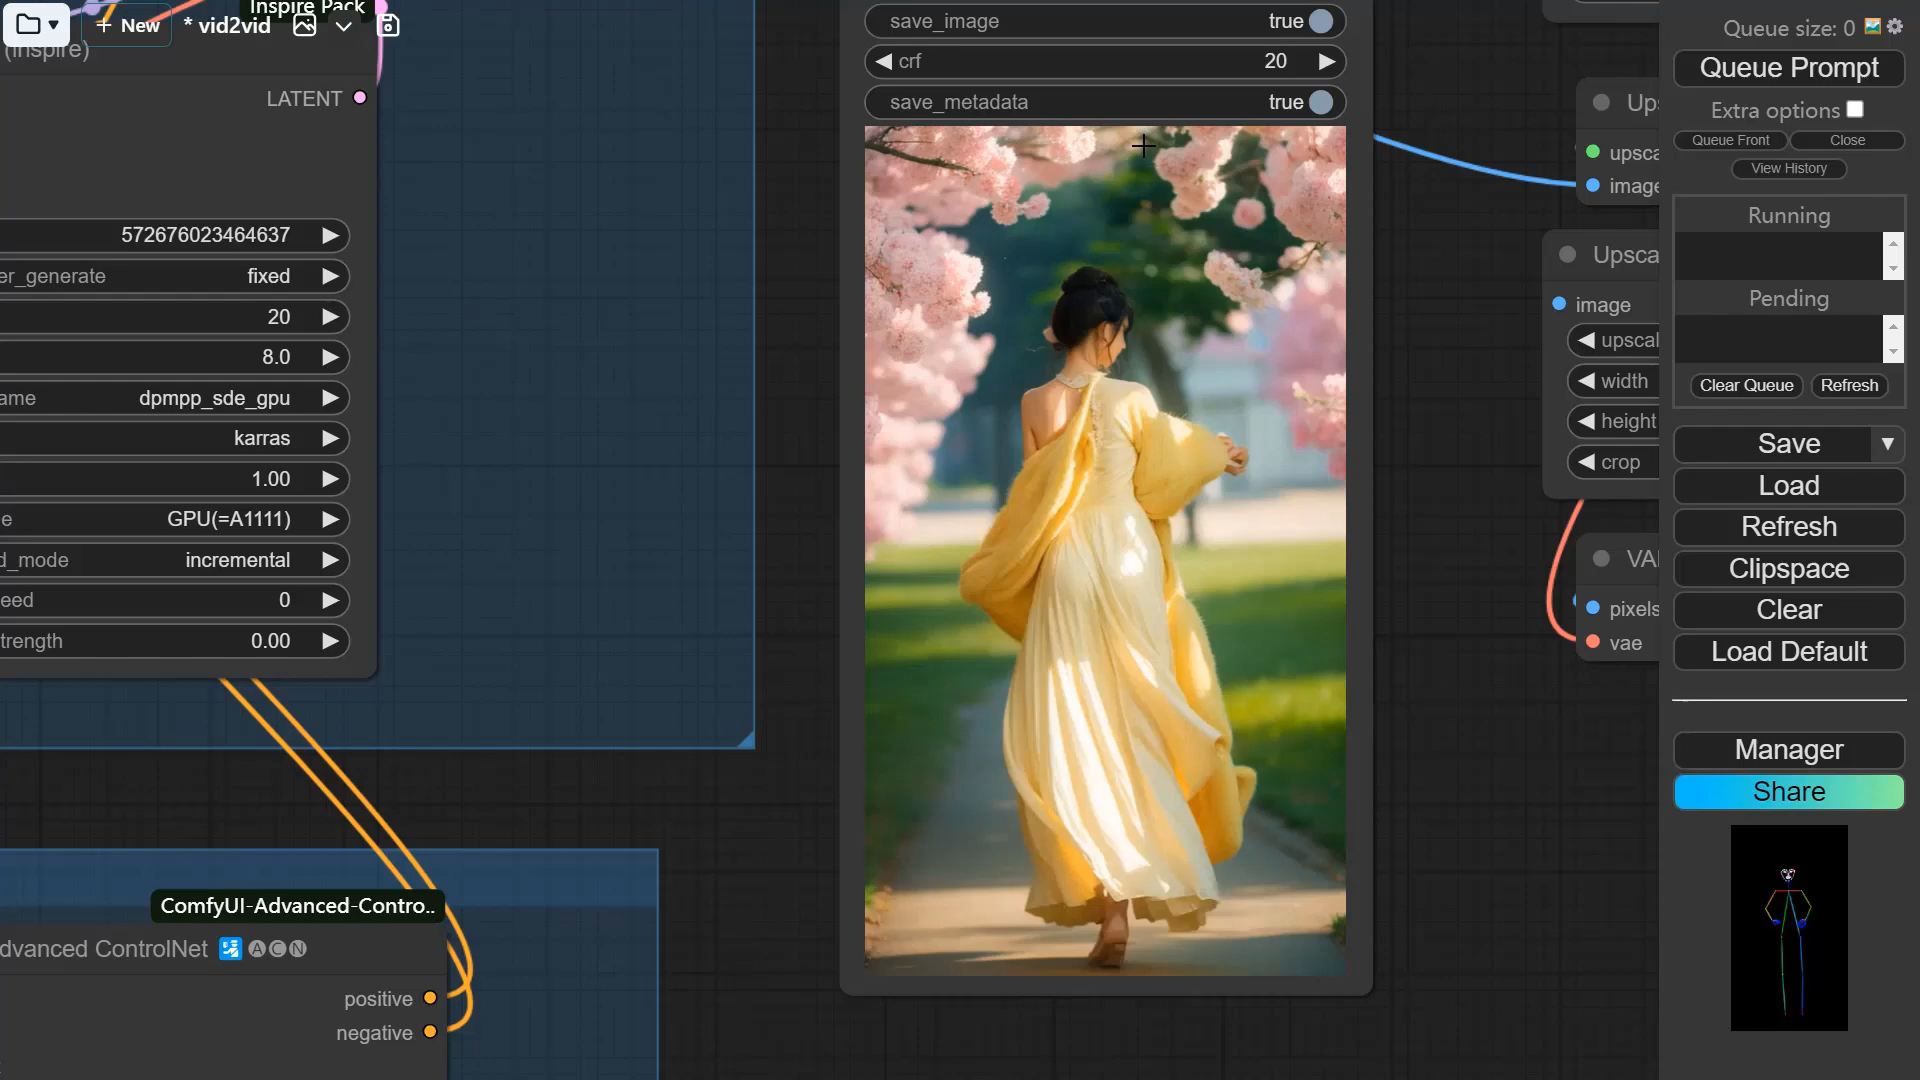 Inspire Pack
New
* vid2vid
(Inspire)
LATENT
572676023464637
er_generate
fixed
20
8.0
ame
dpmpp_sde_gpu
karras
1.00
e
GPU(=A1111)
d_mode
incremental
eed
0
trength
0.00
ComfyUI-Advanced-Contro..
dvanced ControlNet
ACN
positive
negative
save_image
true
crf
20
save_metadata
true
Ups
upsca
image
Upsca
image
upscal
width
height
crop
VAE
pixels
vae
Queue size: 0
Queue Prompt
Extra options
Queue Front
Close
View History
Running
Pending
Clear Queue
Refresh
Save
Load
Refresh
Clipspace
Clear
Load Default
Manager
Share